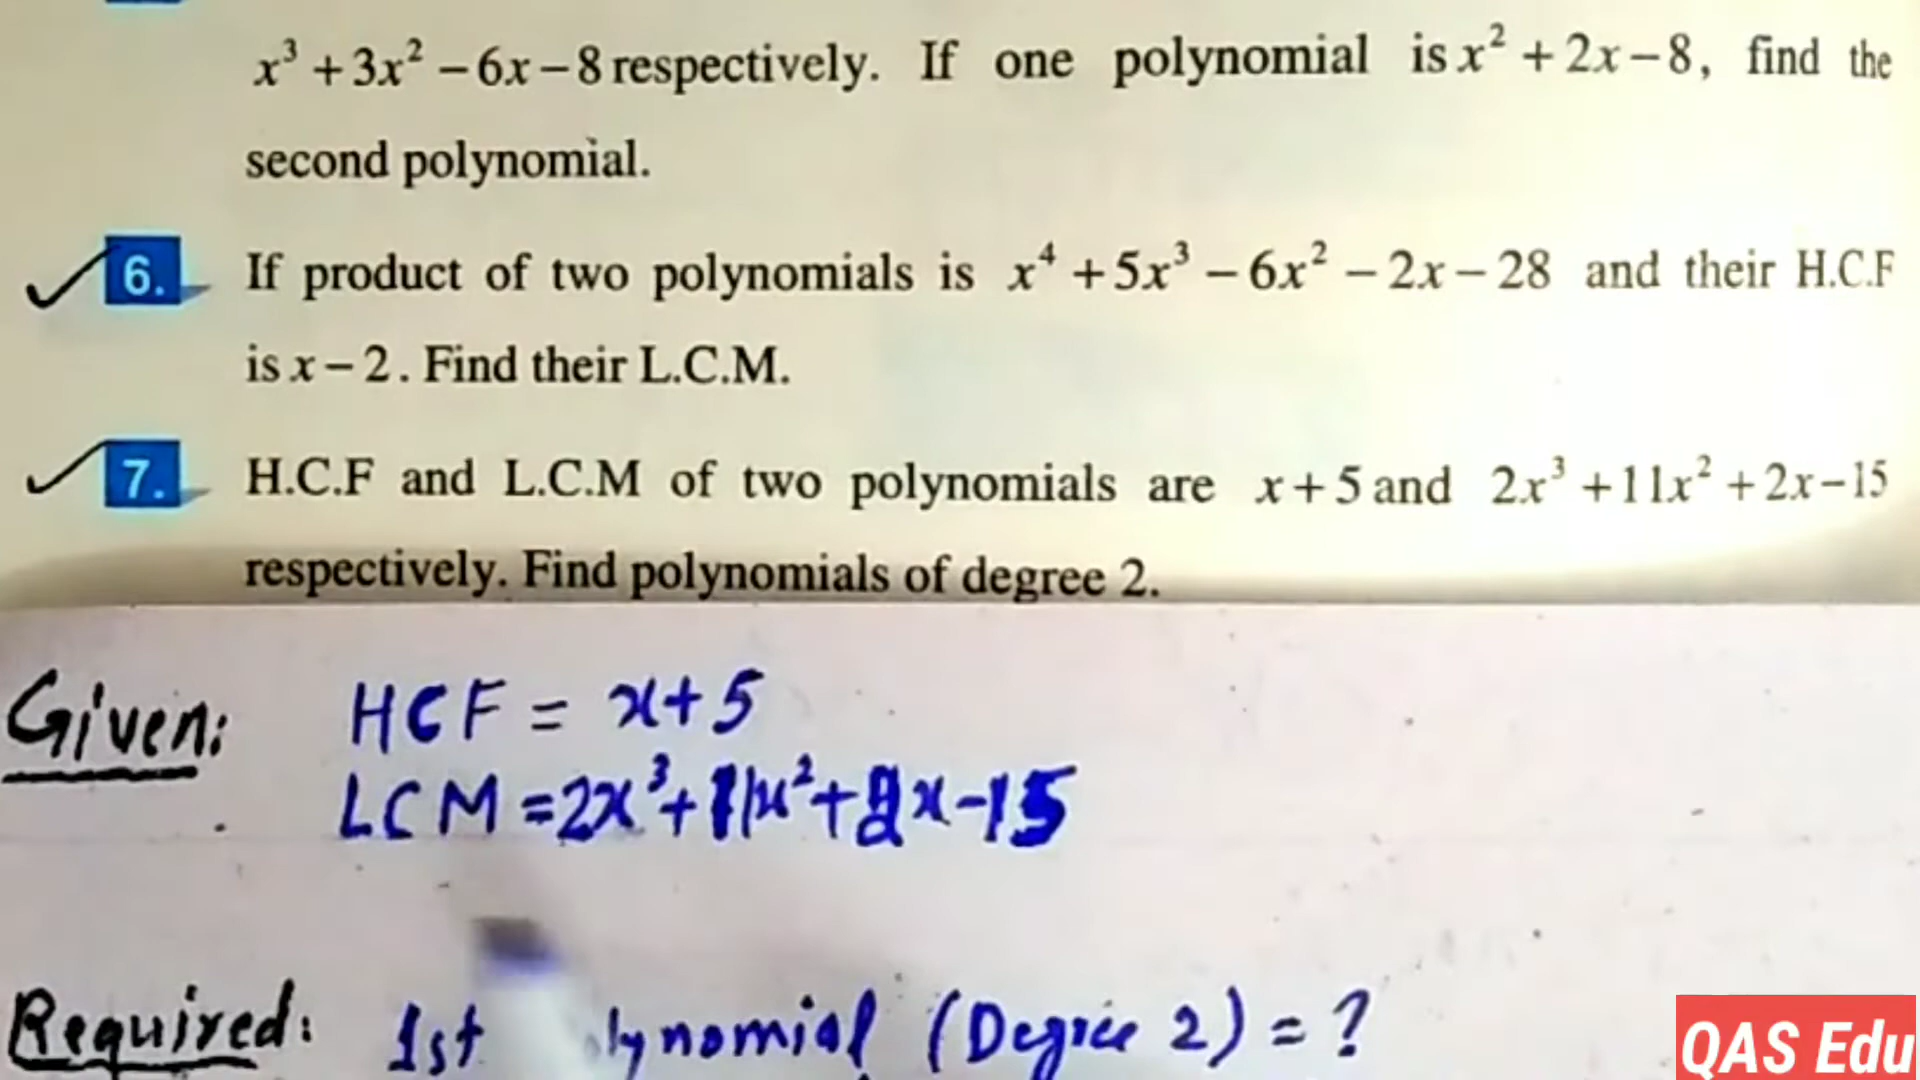 x³ + 3x² − 6x − 8 respectively. If one polynomial is x² + 2x − 8, find the
second polynomial.
6. If product of two polynomials is x⁴ + 5x³ − 6x² − 2x − 28 and their H.C.F
is x − 2. Find their L.C.M.
7. H.C.F and L.C.M of two polynomials are x + 5 and 2x³ + 11x² + 2x − 15
respectively. Find polynomials of degree 2.
Given: HCF = x + 5
LCM = 2x³ + 11x² + 2x − 15
Required: 1st lynomial (Degree 2) = ?
QAS Edu